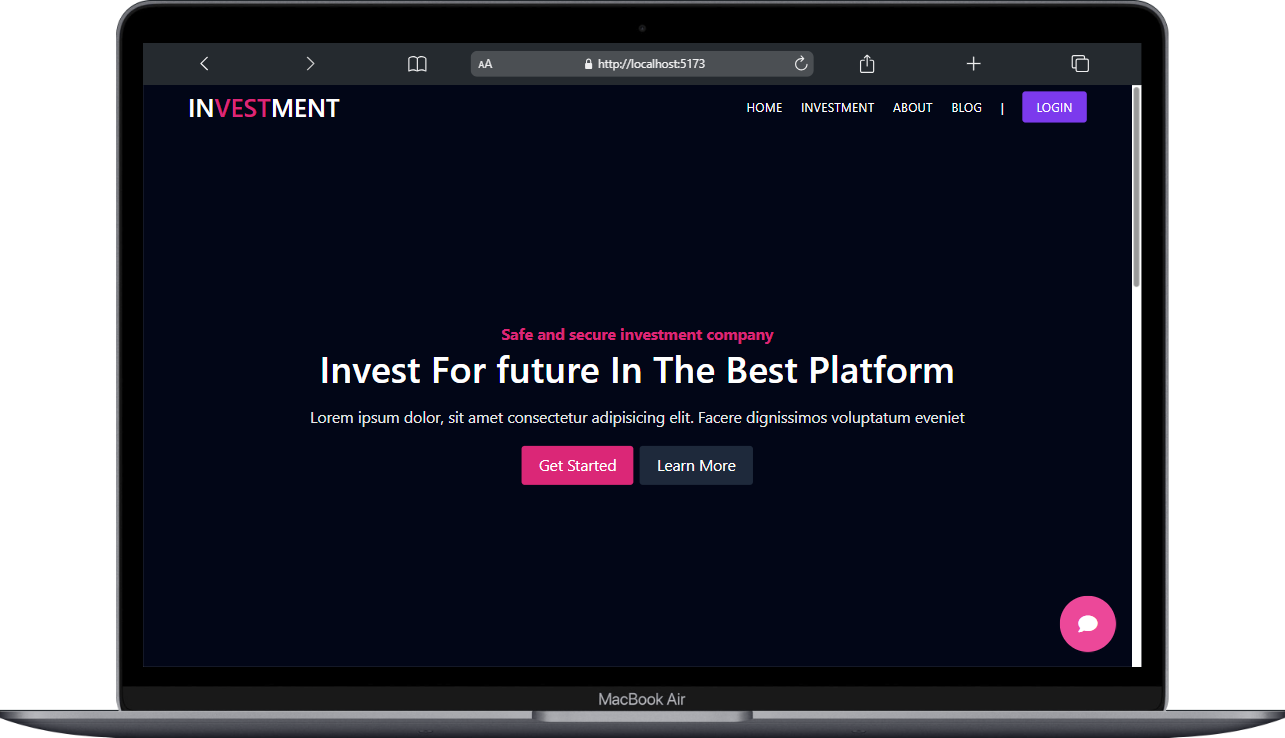 AA http://localhost:5173
INVESTMENT HOME INVESTMENT ABOUT BLOG | LOGIN
Safe and secure investment company
Invest For future In The Best Platform
Lorem ipsum dolor, sit amet consectetur adipisicing elit. Facere dignissimos voluptatum eveniet
Get Started Learn More
MacBook Air